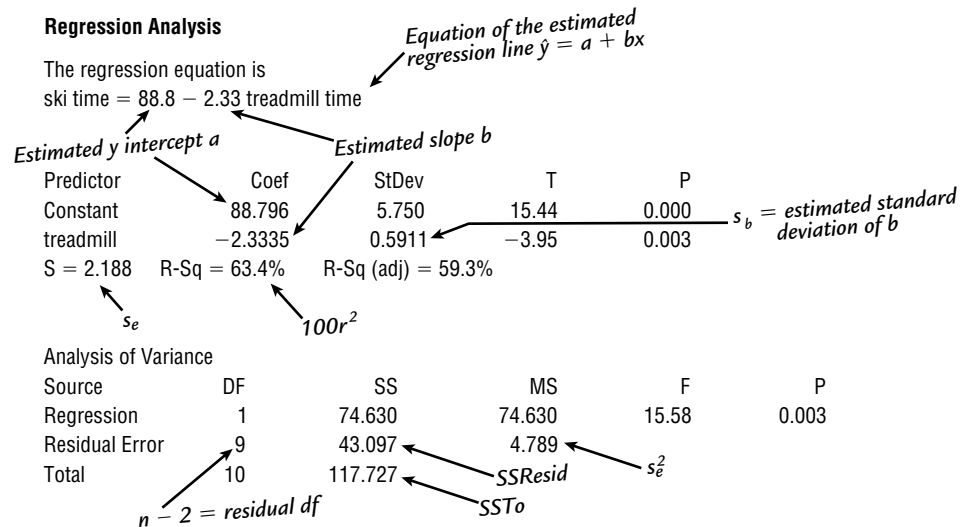 Regression Analysis
Equation of the estimated
regression line ŷ = a + bx
The regression equation is
ski time = 88.8 − 2.33 treadmill time
Estimated y intercept a
Estimated slope b
Predictor Coef StDev T P
Constant 88.796 5.750 15.44 0.000
treadmill −2.3335 0.5911 −3.95 0.003
s_b = estimated standard
deviation of b
S = 2.188 R-Sq = 63.4% R-Sq (adj) = 59.3%
s_e
100r²
Analysis of Variance
Source DF SS MS F P
Regression 1 74.630 74.630 15.58 0.003
Residual Error 9 43.097 4.789
Total 10 117.727
SSResid
s_e²
n − 2 = residual df
SSTo